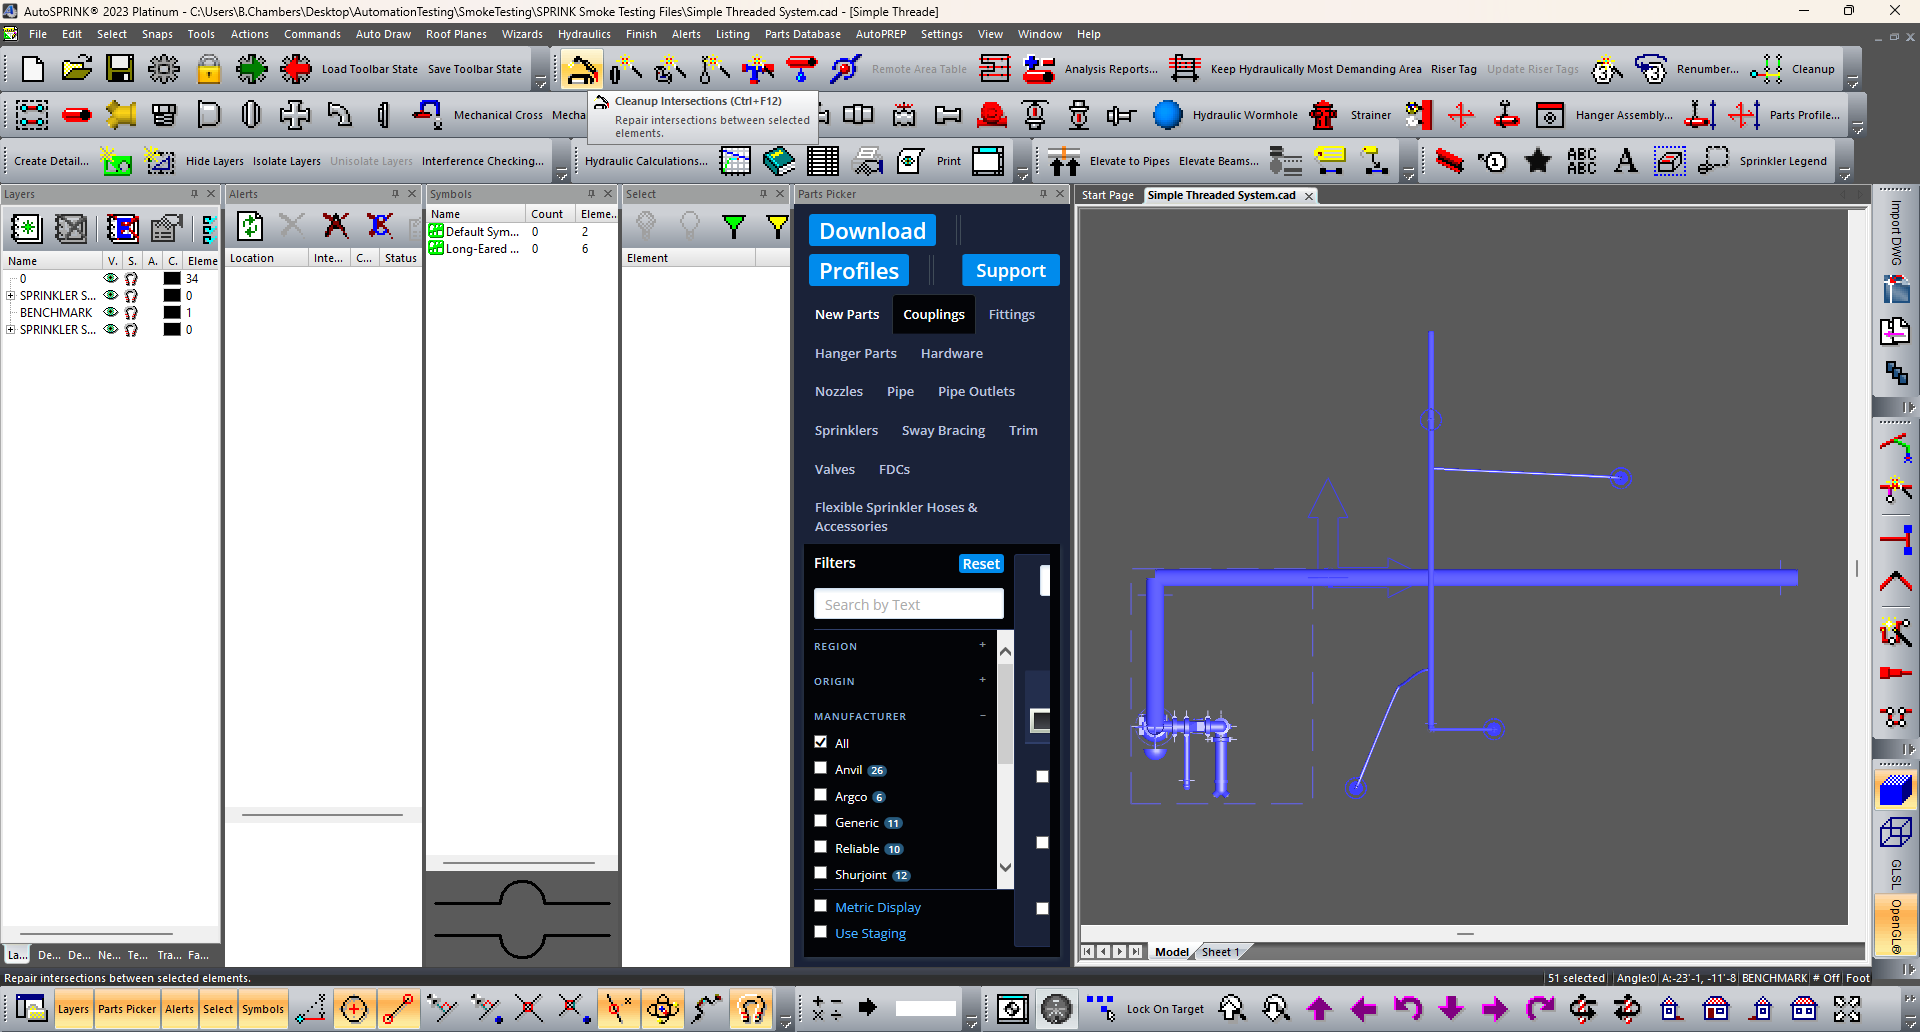 AutoSPRINK® 2023 Platinum - C:\Users\B.Chambers\Desktop\AutomationTesting\SmokeTesting\SPRINK Smoke Testing Files\Simple Threaded System.cad - [Simple Threade]
File Edit Select Snaps Tools Actions Commands Auto Draw Roof Planes Wizards Hydraulics Finish Alerts Listing Parts Database AutoPREP Settings View Window Help
Load Toolbar State Save Toolbar State Remote Area Table Analysis Reports... Keep Hydraulically Most Demanding Area Riser Tag Update Riser Tags Renumber... Cleanup
Cleanup Intersections (Ctrl+F12)
Repair intersections between selected
elements.
Mechanical Cross Mecha Hydraulic Wormhole Strainer Hanger Assembly... Parts Profile...
Create Detail... Hide Layers Isolate Layers Unisolate Layers Interference Checking... Hydraulic Calculations... Print Elevate to Pipes Elevate Beams... Sprinkler Legend
ABC
ABC
Layers Alerts Symbols Select Parts Picker Start Page Simple Threaded System.cad
Name V. S. A. C. Eleme
0 34
SPRINKLER S... 0
BENCHMARK 1
SPRINKLER S... 0
Location Inte... C... Status
Name Count Eleme..
Default Sym... 0 2
Long-Eared ... 0 6
Element
Download
Profiles Support
New Parts Couplings Fittings
Hanger Parts Hardware
Nozzles Pipe Pipe Outlets
Sprinklers Sway Bracing Trim
Valves FDCs
Flexible Sprinkler Hoses &
Accessories
Filters Reset
Search by Text
REGION +
ORIGIN +
MANUFACTURER −
All
Anvil 26
Argco 6
Generic 11
Reliable 10
Shurjoint 12
Metric Display
Use Staging
Import DWG
GLSL
OpenGL®
La... De... De... Ne... Te... Tra... Fa...
Model Sheet 1
Repair intersections between selected elements. 51 selected Angle:0 A:-23'-1, -11'-8 BENCHMARK # Off Foot
Layers Parts Picker Alerts Select Symbols Lock On Target